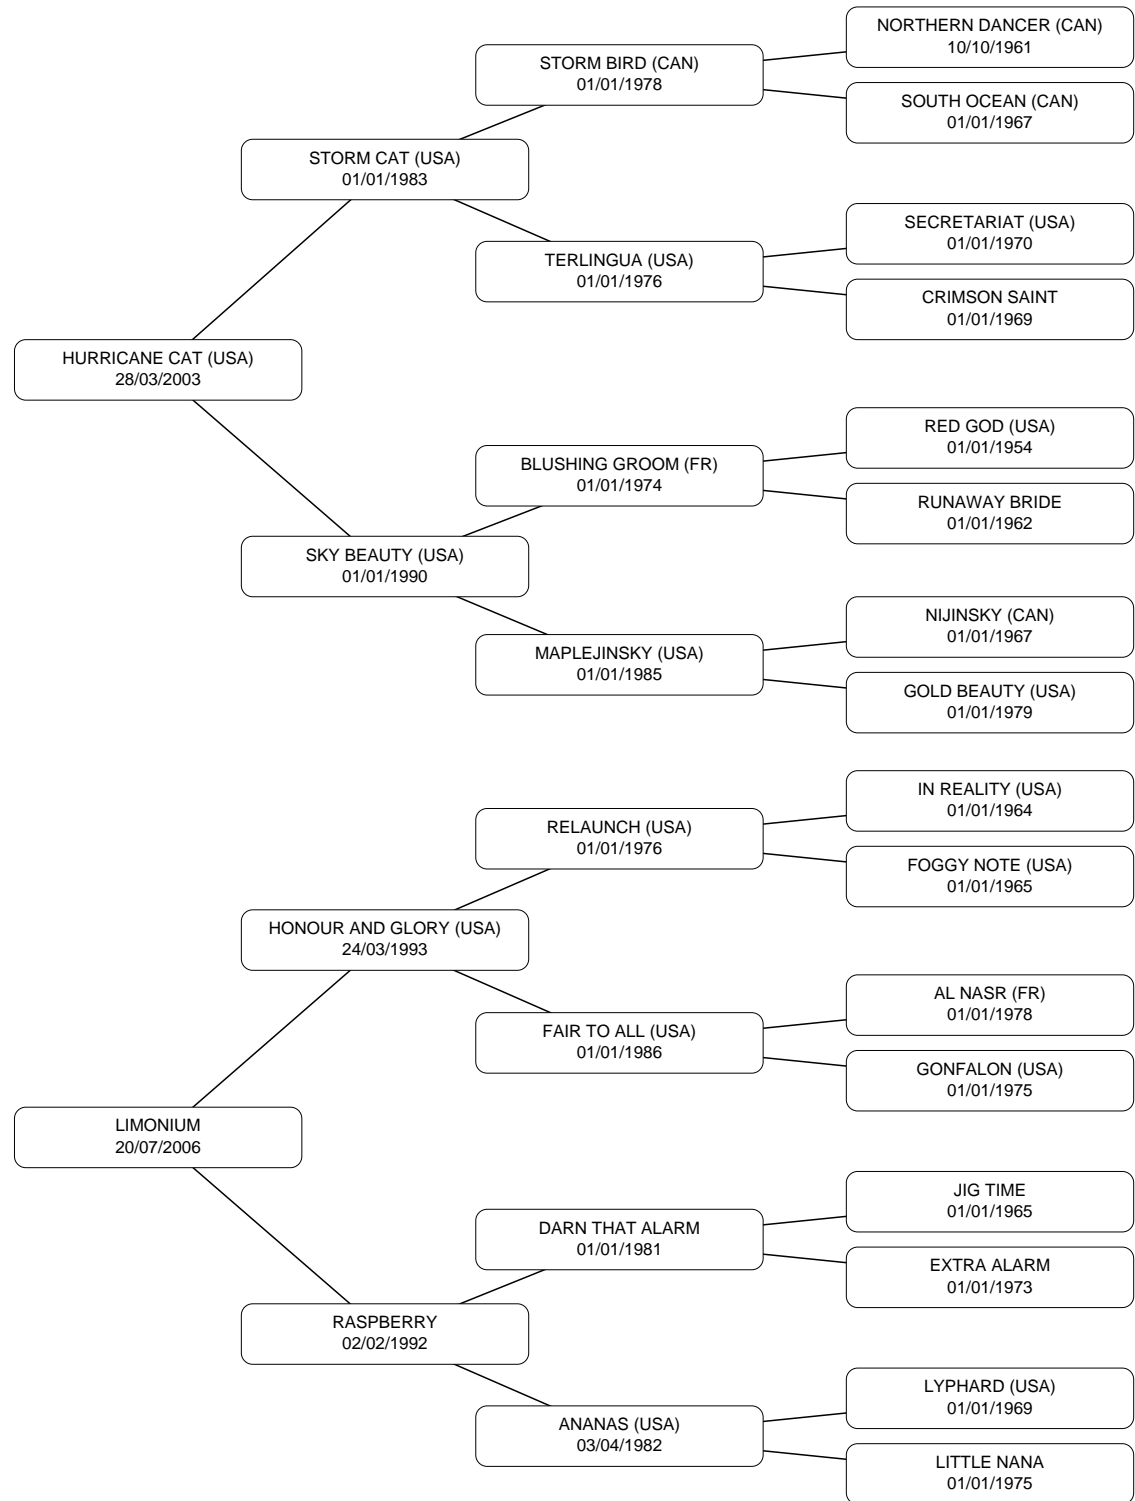 NORTHERN DANCER (CAN)
10/10/1961
STORM BIRD (CAN)
01/01/1978
SOUTH OCEAN (CAN)
01/01/1967
STORM CAT (USA)
01/01/1983
SECRETARIAT (USA)
01/01/1970
TERLINGUA (USA)
01/01/1976
CRIMSON SAINT
01/01/1969
HURRICANE CAT (USA)
28/03/2003
RED GOD (USA)
01/01/1954
BLUSHING GROOM (FR)
01/01/1974
RUNAWAY BRIDE
01/01/1962
SKY BEAUTY (USA)
01/01/1990
NIJINSKY (CAN)
01/01/1967
MAPLEJINSKY (USA)
01/01/1985
GOLD BEAUTY (USA)
01/01/1979
IN REALITY (USA)
01/01/1964
RELAUNCH (USA)
01/01/1976
FOGGY NOTE (USA)
01/01/1965
HONOUR AND GLORY (USA)
24/03/1993
AL NASR (FR)
01/01/1978
FAIR TO ALL (USA)
01/01/1986
GONFALON (USA)
01/01/1975
LIMONIUM
20/07/2006
JIG TIME
01/01/1965
DARN THAT ALARM
01/01/1981
EXTRA ALARM
01/01/1973
RASPBERRY
02/02/1992
LYPHARD (USA)
01/01/1969
ANANAS (USA)
03/04/1982
LITTLE NANA
01/01/1975